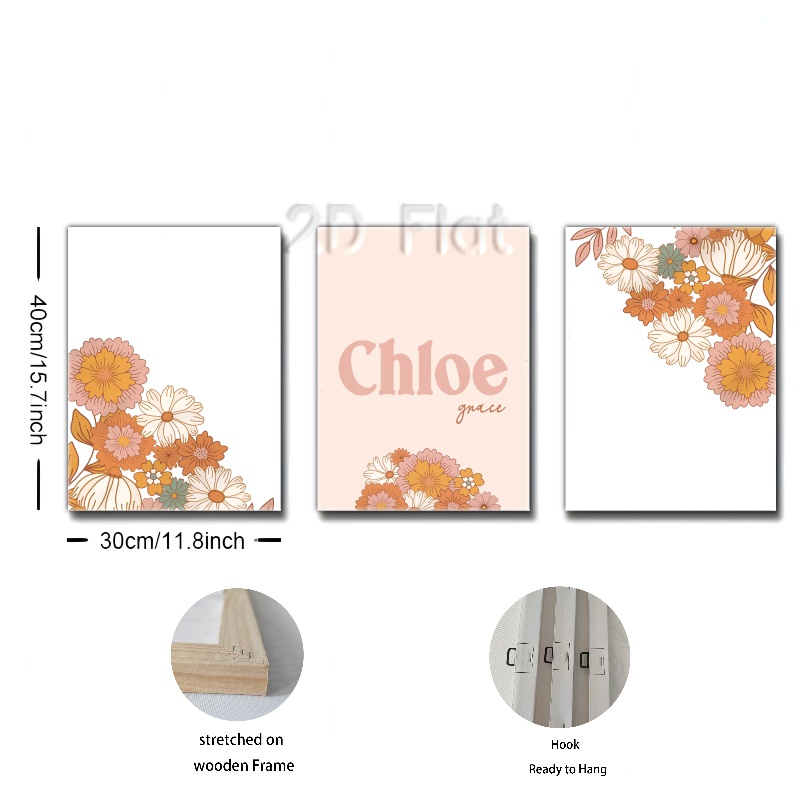 2D Flat
40cm/15.7inch
Chloe
grace
30cm/11.8inch
stretched on
wooden Frame
Hook
Ready to Hang